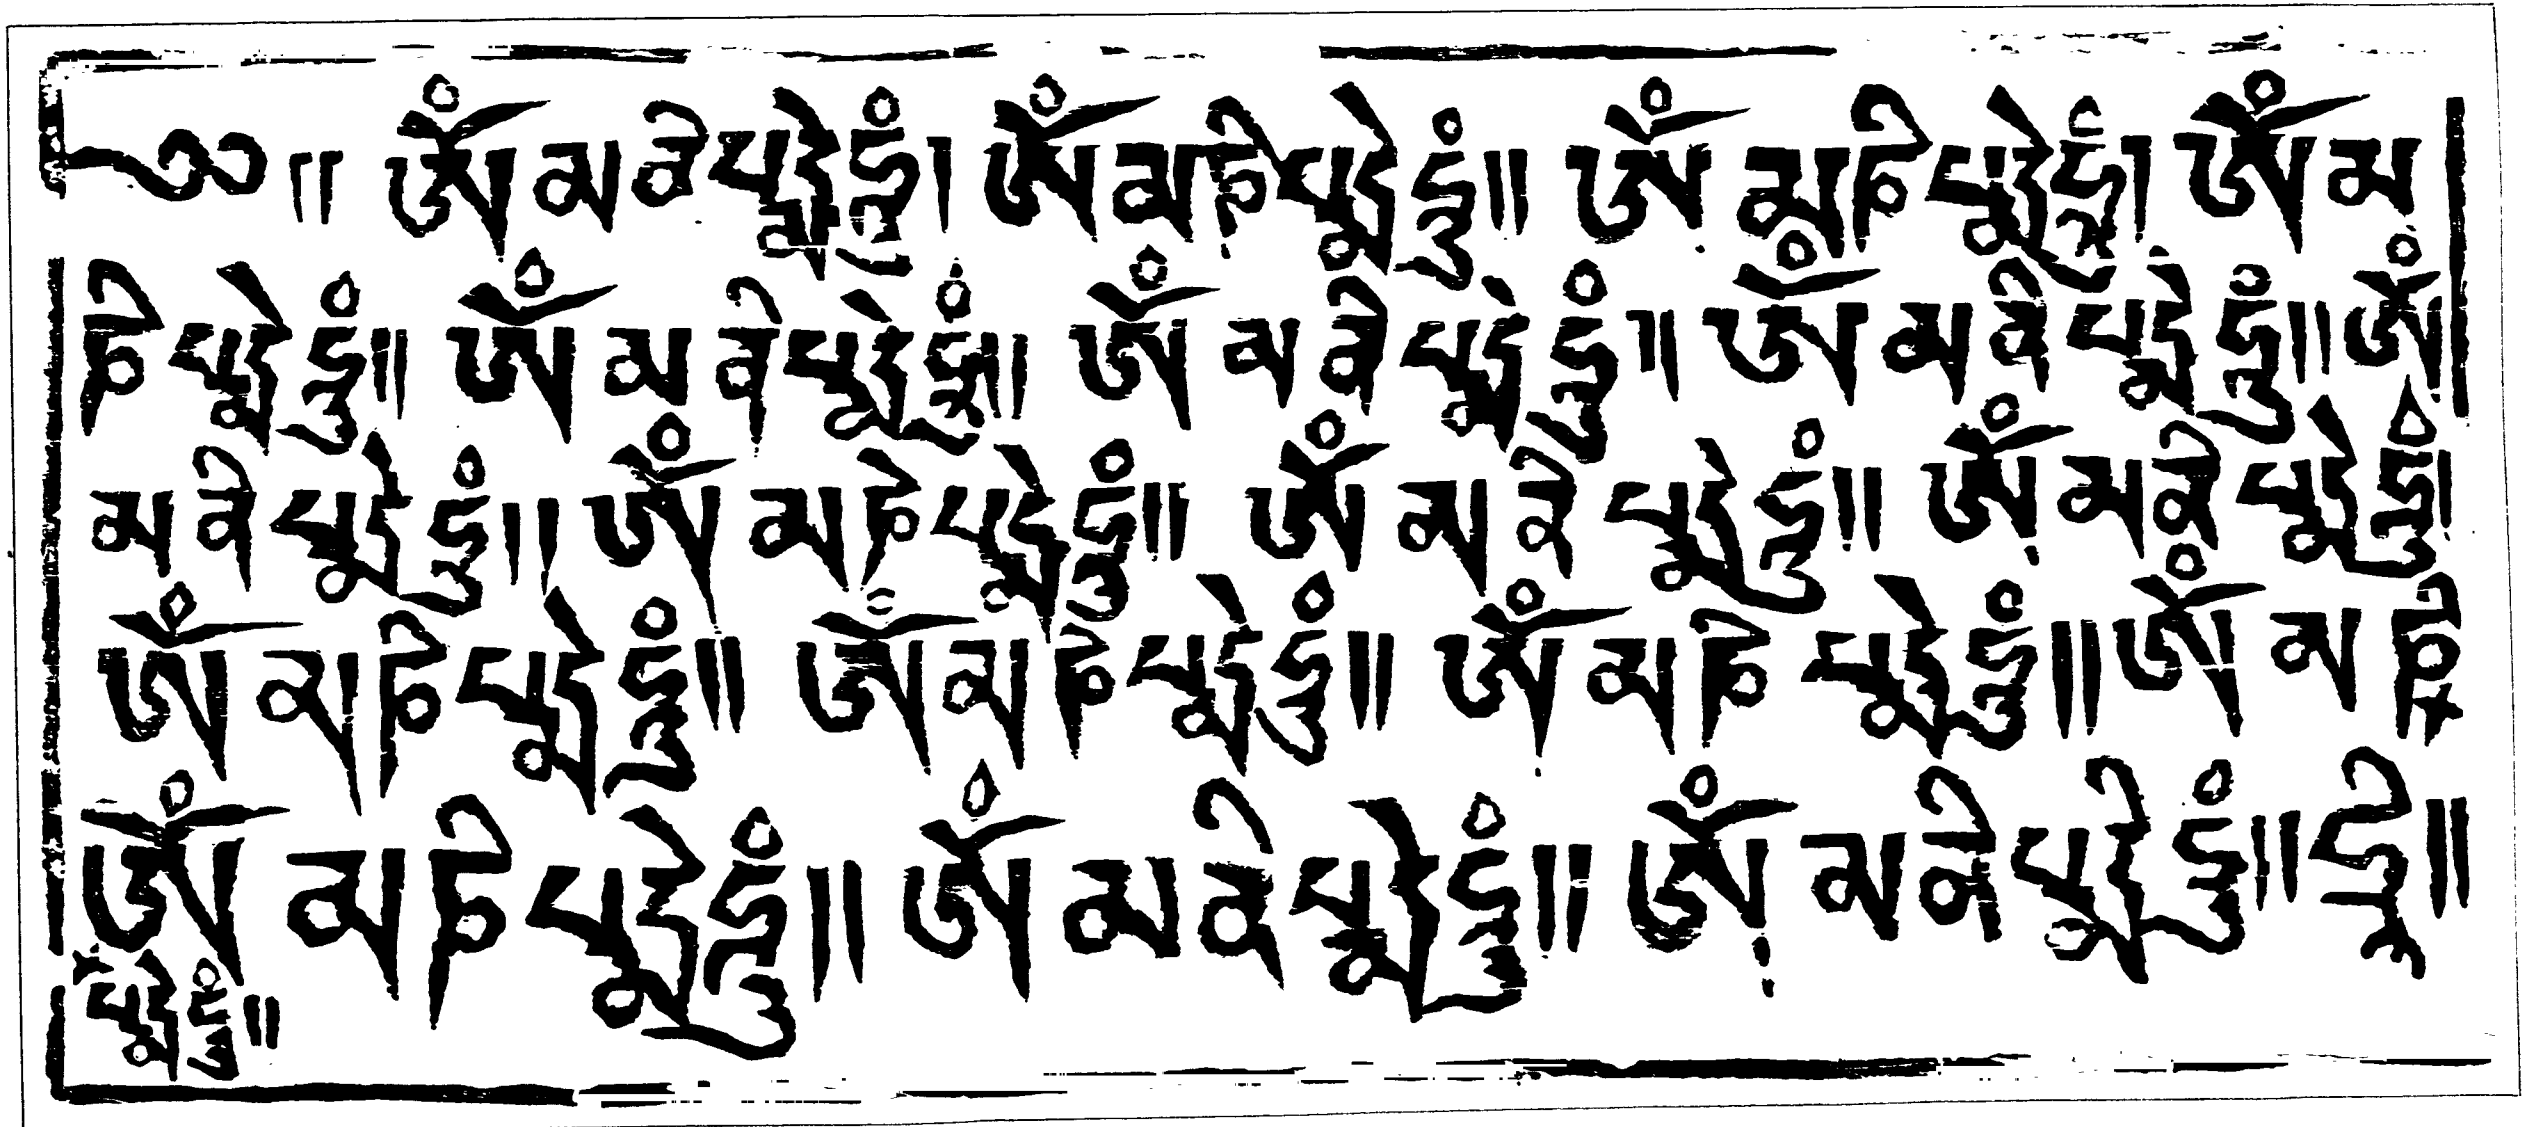 ༄།། ཨོཾ མ ནི པདྨེ ཧཱུཾ། ཨོཾ མ ཎི པདྨེ ཧཱུཾ།། ཨོཾ མ ཎི པདྨེ ཧཱུཾ། ཨོཾ མ
ཎི པདྨེ ཧཱུཾ།། ཨོཾ མ ནི པདྨེ ཧཱུཾ།། ཨོཾ མ ནི པདྨེ ཧཱུཾ།། ཨོཾ མ ནི པདྨེ ཧཱུཾ།། ཨོཾ
མ ནི པདྨེ ཧཱུཾ།། ཨོཾ མ ཎི པདྨེ ཧཱུཾ།། ཨོཾ མ ནི པདྨེ ཧཱུཾ།། ཨོཾ མ ནི པདྨེ ཧཱུཾ།
ཨོཾ མ ཎི པདྨེ ཧཱུཾ།། ཨོཾ མ ཎི པདྨེ ཧཱུཾ།། ཨོཾ མ ཎི པདྨེ ཧཱུཾ།། ཨོཾ མ ཎི
ཨོཾ མ ཎི པདྨེ ཧཱུཾ།། ཨོཾ མ ནི པདྨེ ཧཱུཾ།། ཨོཾ མ ནི པདྨེ ཧཱུཾ།། ཧྲི།།
པདྨེ ཧཱུཾ།།